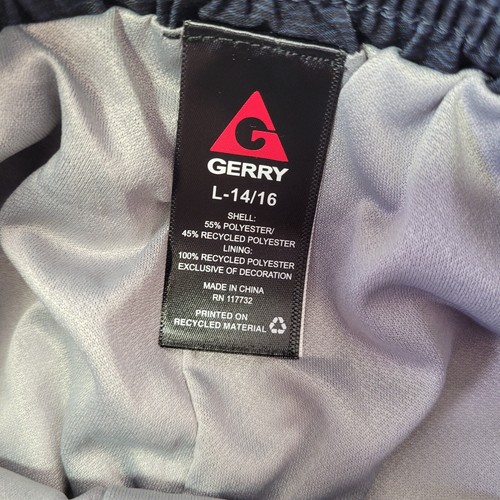 GERRY
L-14/16
SHELL:
55% POLYESTER/
45% RECYCLED POLYESTER
LINING:
100% RECYCLED POLYESTER
EXCLUSIVE OF DECORATION
MADE IN CHINA
RN 117732
PRINTED ON
RECYCLED MATERIAL